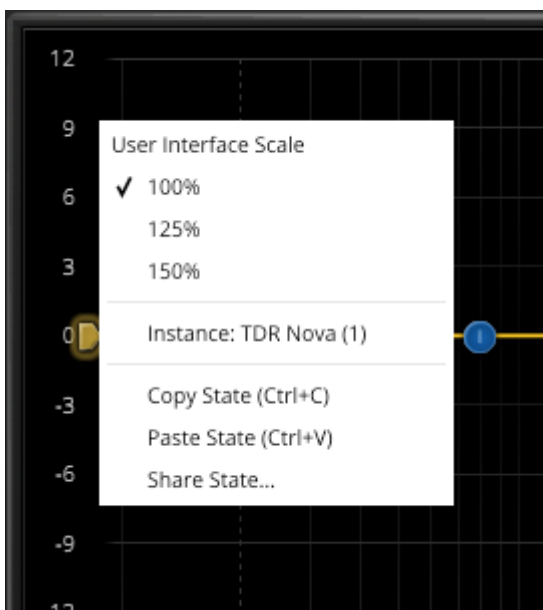 12
9
User Interface Scale
✓ 100%
6
125%
3
150%
0
Instance: TDR Nova (1)
I
-3
Copy State (Ctrl+C)
Paste State (Ctrl+V)
-6
Share State...
-9